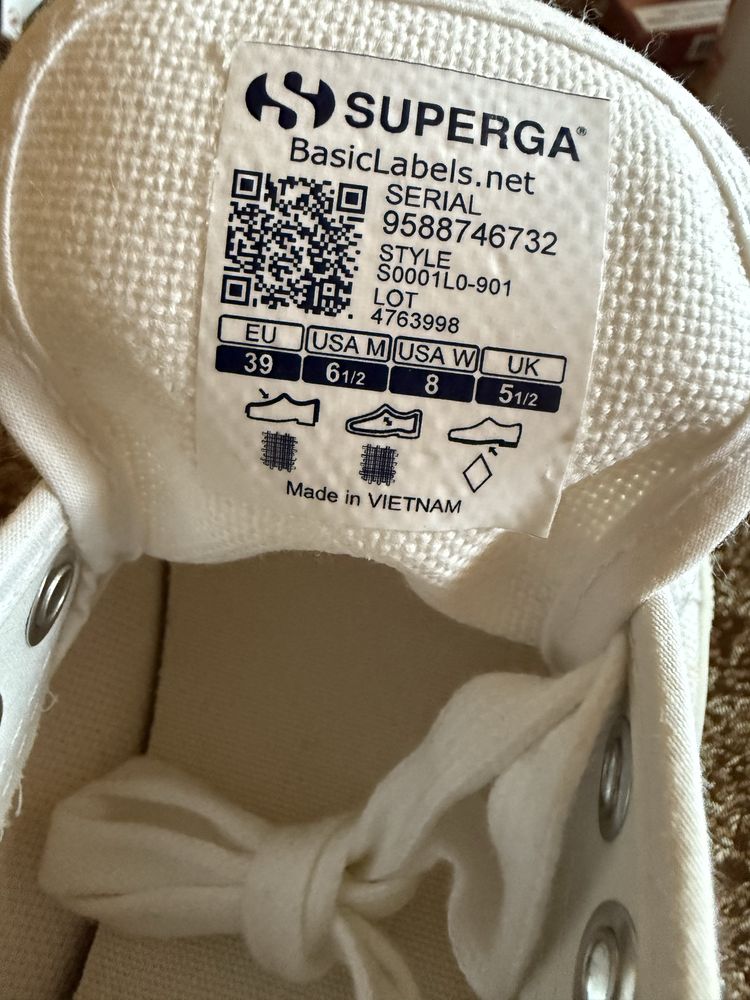 SUPERGA®
BasicLabels.net
SERIAL
9588746732
STYLE
S0001L0-901
LOT
4763998
EU USA M USA W UK
39 6 1/2 8 5 1/2
Made in VIETNAM